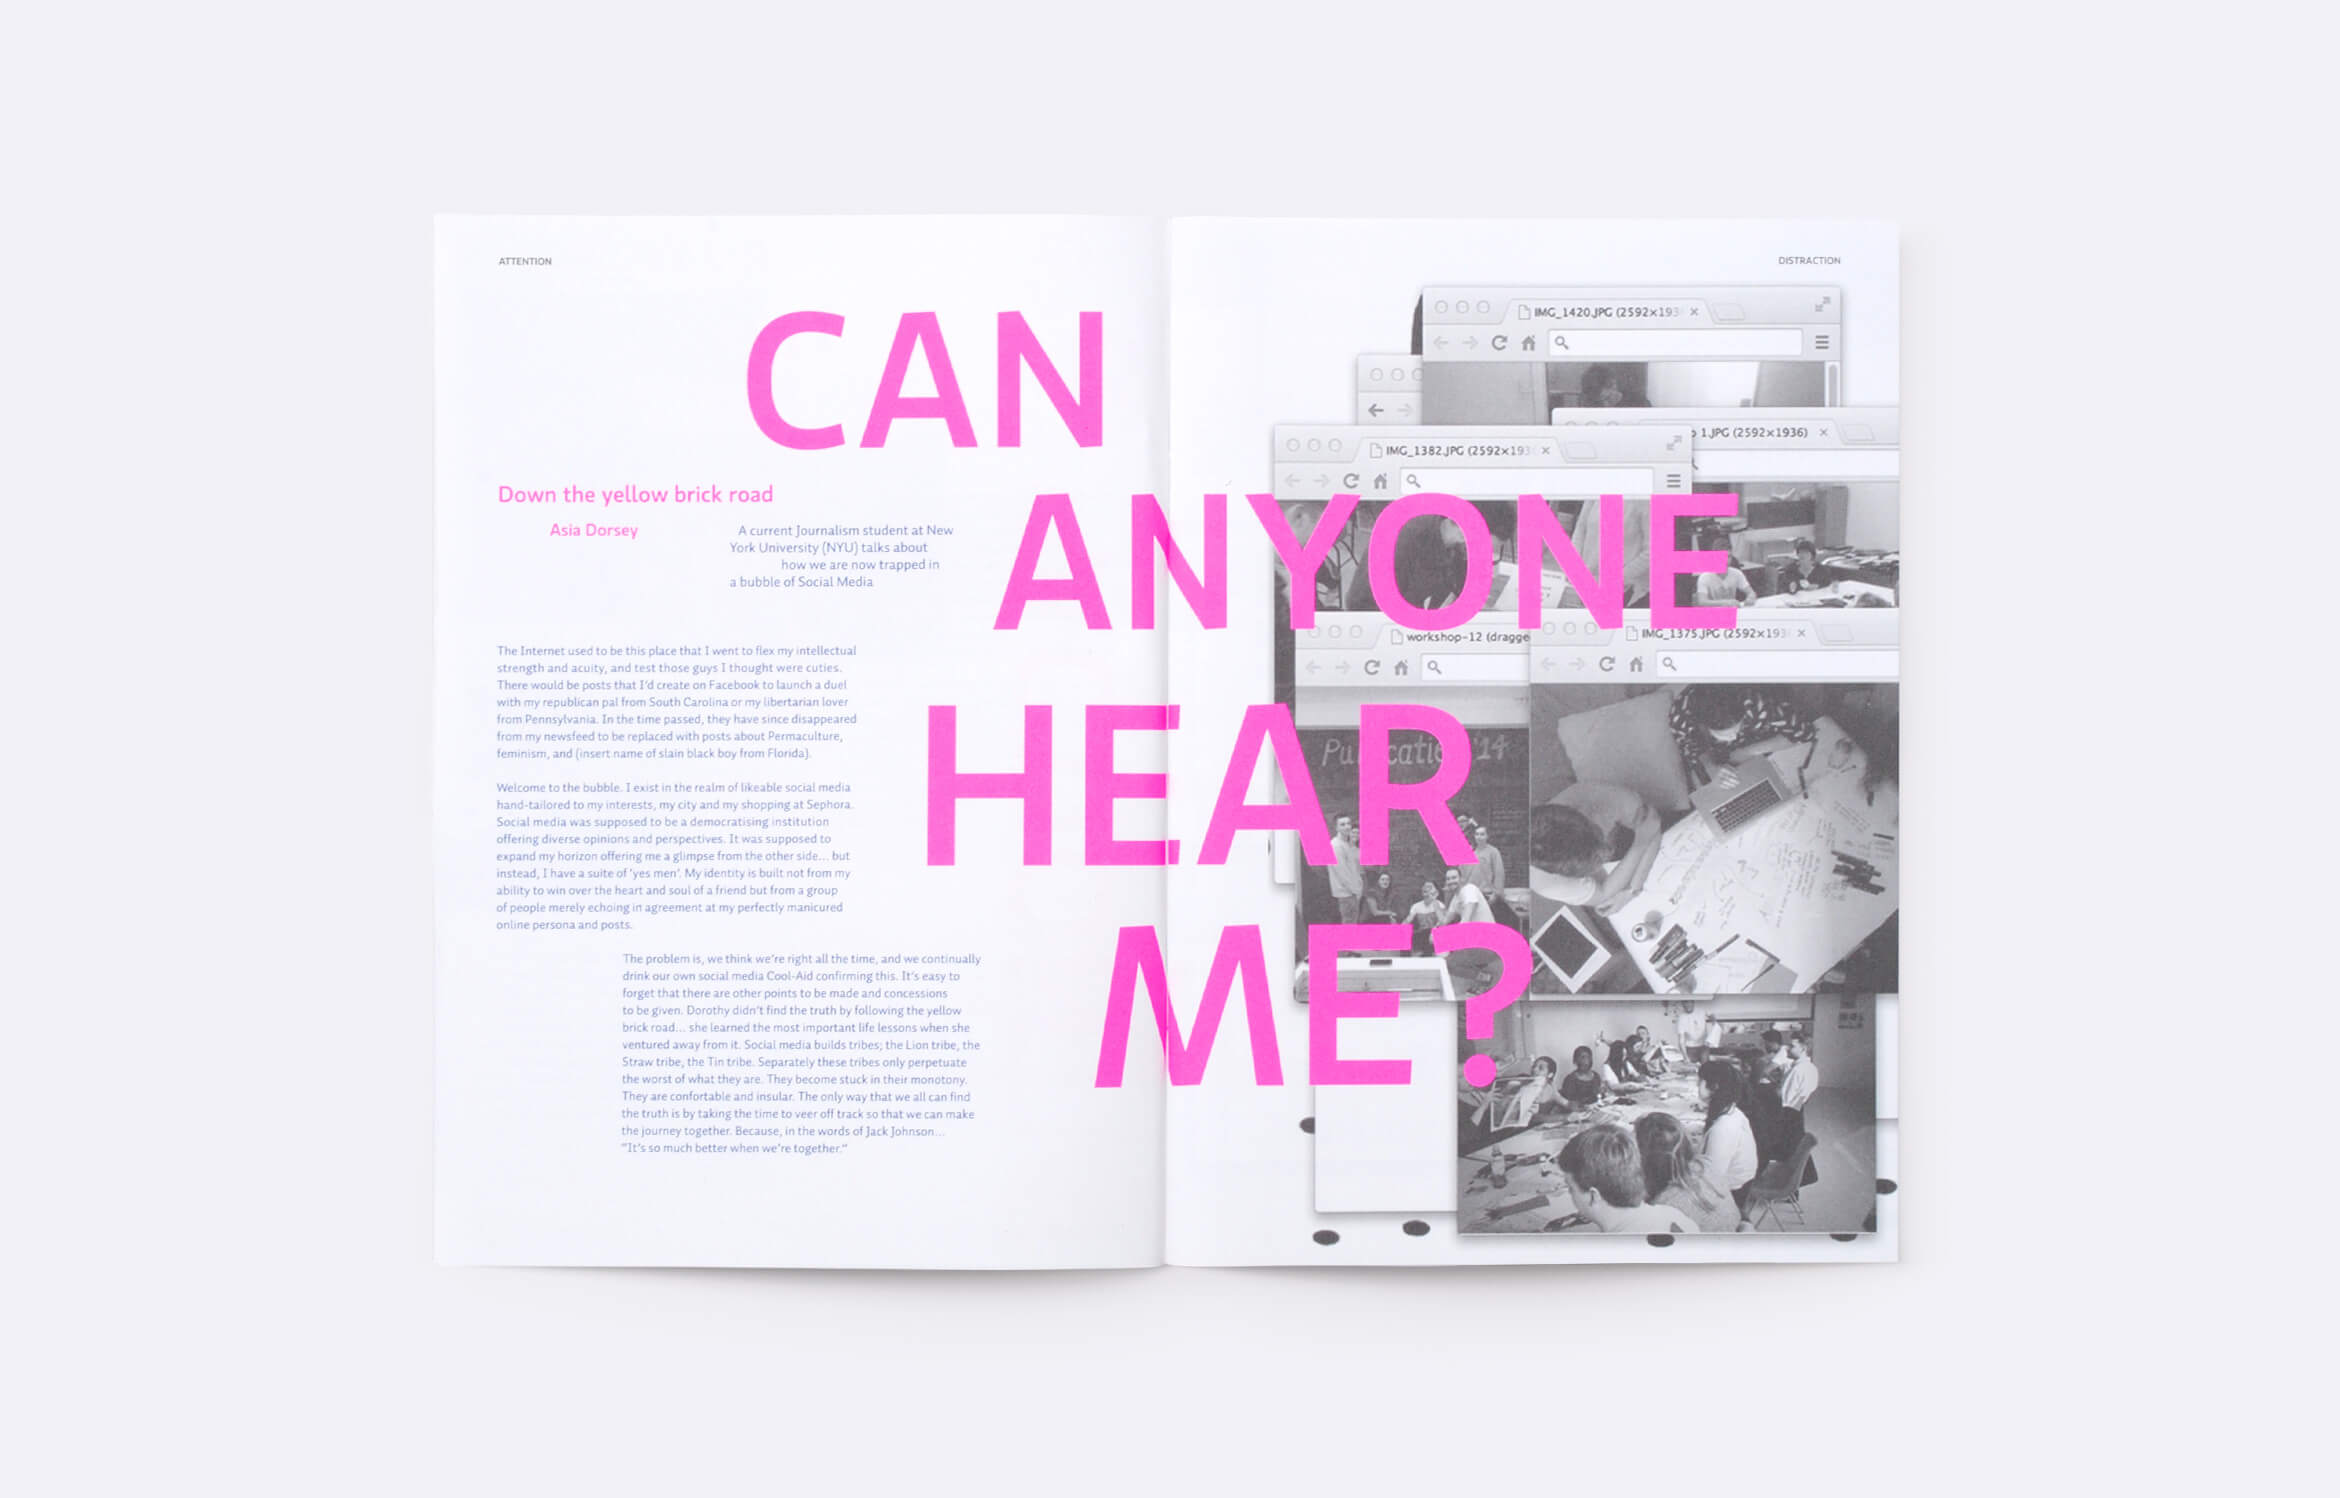 ATTENTION
DISTRACTION
CAN
ANYONE
HEAR
ME?
Down the yellow brick road
Asia Dorsey
A current Journalism student at New
York University (NYU) talks about
how we are now trapped in
a bubble of Social Media
The Internet used to be this place that I went to flex my intellectual
strength and acuity, and test those guys I thought were cuties.
There would be posts that I'd create on Facebook to launch a duel
with my republican pal from South Carolina or my libertarian lover
from Pennsylvania. In the time passed, they have since disappeared
from my newsfeed to be replaced with posts about Permaculture,
feminism, and (insert name of slain black boy from Florida).
Welcome to the bubble. I exist in the realm of likeable social media
hand-tailored to my interests, my city and my shopping at Sephora.
Social media was supposed to be a democratising institution
offering diverse opinions and perspectives. It was supposed to
expand my horizon offering me a glimpse from the other side... but
instead, I have a suite of 'yes men'. My identity is built not from my
ability to win over the heart and soul of a friend but from a group
of people merely echoing in agreement at my perfectly manicured
online persona and posts.
The problem is, we think we're right all the time, and we continually
drink our own social media Cool-Aid confirming this. It's easy to
forget that there are other points to be made and concessions
to be given. Dorothy didn't find the truth by following the yellow
brick road... she learned the most important life lessons when she
ventured away from it. Social media builds tribes; the Lion tribe, the
Straw tribe, the Tin tribe. Separately these tribes only perpetuate
the worst of what they are. They become stuck in their monotony.
They are confortable and insular. The only way that we all can find
the truth is by taking the time to veer off track so that we can make
the journey together. Because, in the words of Jack Johnson...
"It's so much better when we're together."
IMG_1420.JPG (2592×193
1.JPG (2592×1936)
IMG_1382.JPG (2592×193
workshop-12 (dragge
IMG_1375.JPG (2592×193
'14